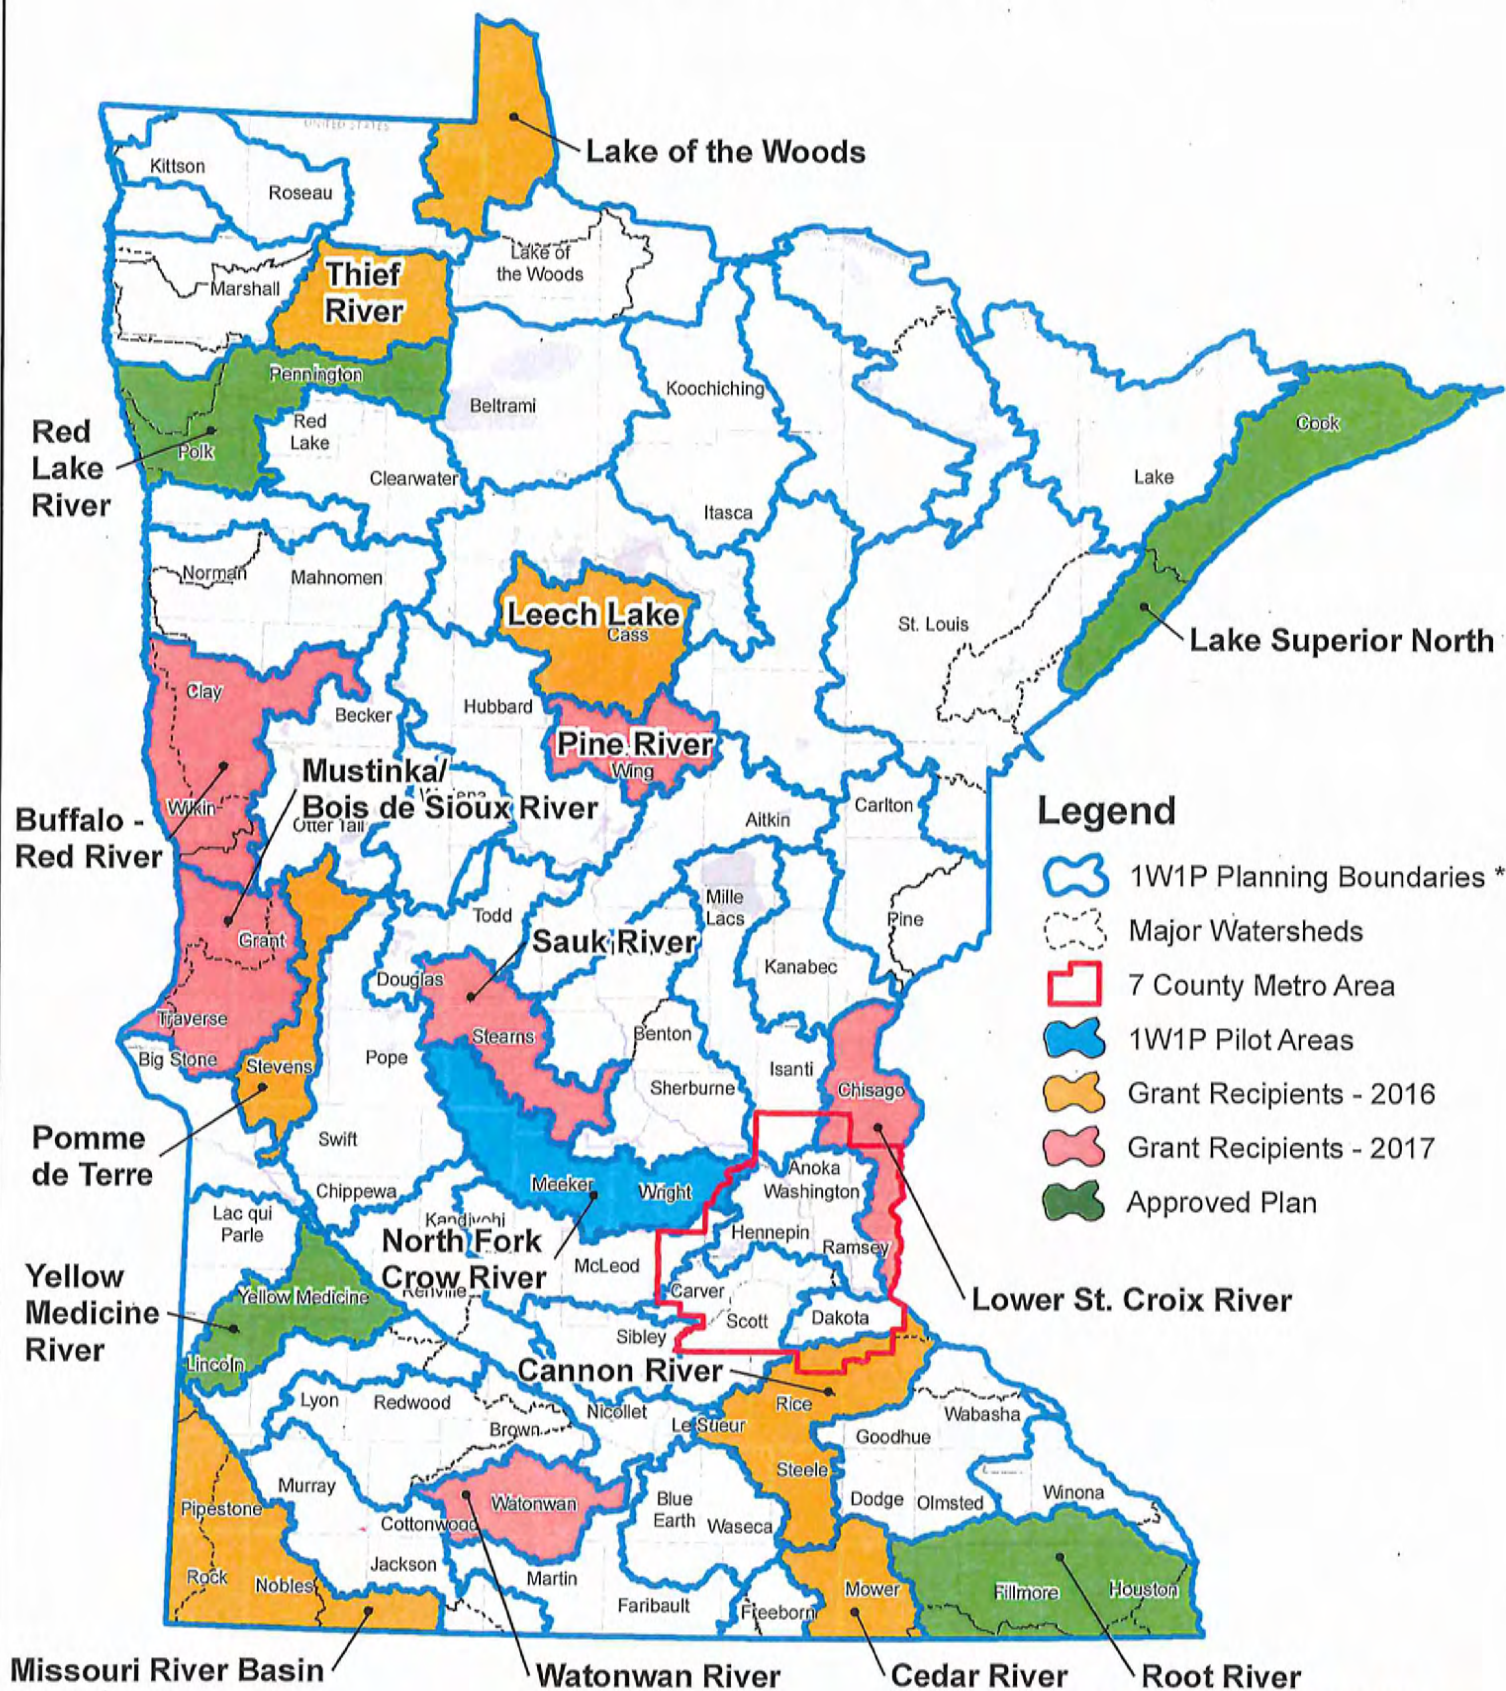 UNITED STATES
Lake of the Woods
Kittson
Roseau
Lake of
the Woods
Thief
River
Marshall
Pennington
Koochiching
Beltrami
Red
Lake
Cook
Red
Lake
River
Polk
Clearwater
Lake
Itasca
Norman
Mahnomen
Leech Lake
Cass
St. Louis
Lake Superior North
Clay
Becker
Hubbard
Pine River
Wing
Mustinka/
Bois de Sioux River
Wilkin
Otter Tail
Aitkin
Carlton
Buffalo -
Red River
Legend
1W1P Planning Boundaries *
Major Watersheds
7 County Metro Area
1W1P Pilot Areas
Grant Recipients - 2016
Grant Recipients - 2017
Approved Plan
Mille
Lacs
Todd
Pine
Sauk River
Grant
Kanabec
Douglas
Traverse
Stearns
Benton
Big Stone
Stevens
Pope
Isanti
Sherburne
Chisago
Pomme
de Terre
Swift
Anoka
Washington
Meeker
Wright
Chippewa
Lac qui
Parle
Kandiyohi
North Fork
Crow River
Hennepin
Ramsey
McLeod
Yellow
Medicine
River
Yellow Medicine
Renville
Carver
Lower St. Croix River
Scott
Dakota
Sibley
Lincoln
Cannon River
Lyon
Redwood
Nicollet
Rice
Wabasha
Brown
Le Sueur
Goodhue
Steele
Murray
Winona
Pipestone
Watonwan
Blue
Earth
Dodge
Olmsted
Cottonwood
Waseca
Jackson
Martin
Rock
Nobles
Mower
Fillmore
Houston
Faribault
Freeborn
Missouri River Basin
Watonwan River
Cedar River
Root River